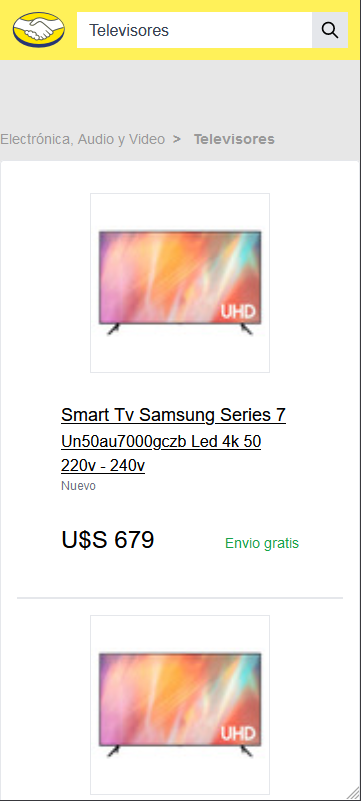 Televisores
Electrónica, Audio y Video > Televisores
UHD
Smart Tv Samsung Series 7
Un50au7000gczb Led 4k 50
220v - 240v
Nuevo
U$S 679 Envio gratis
UHD